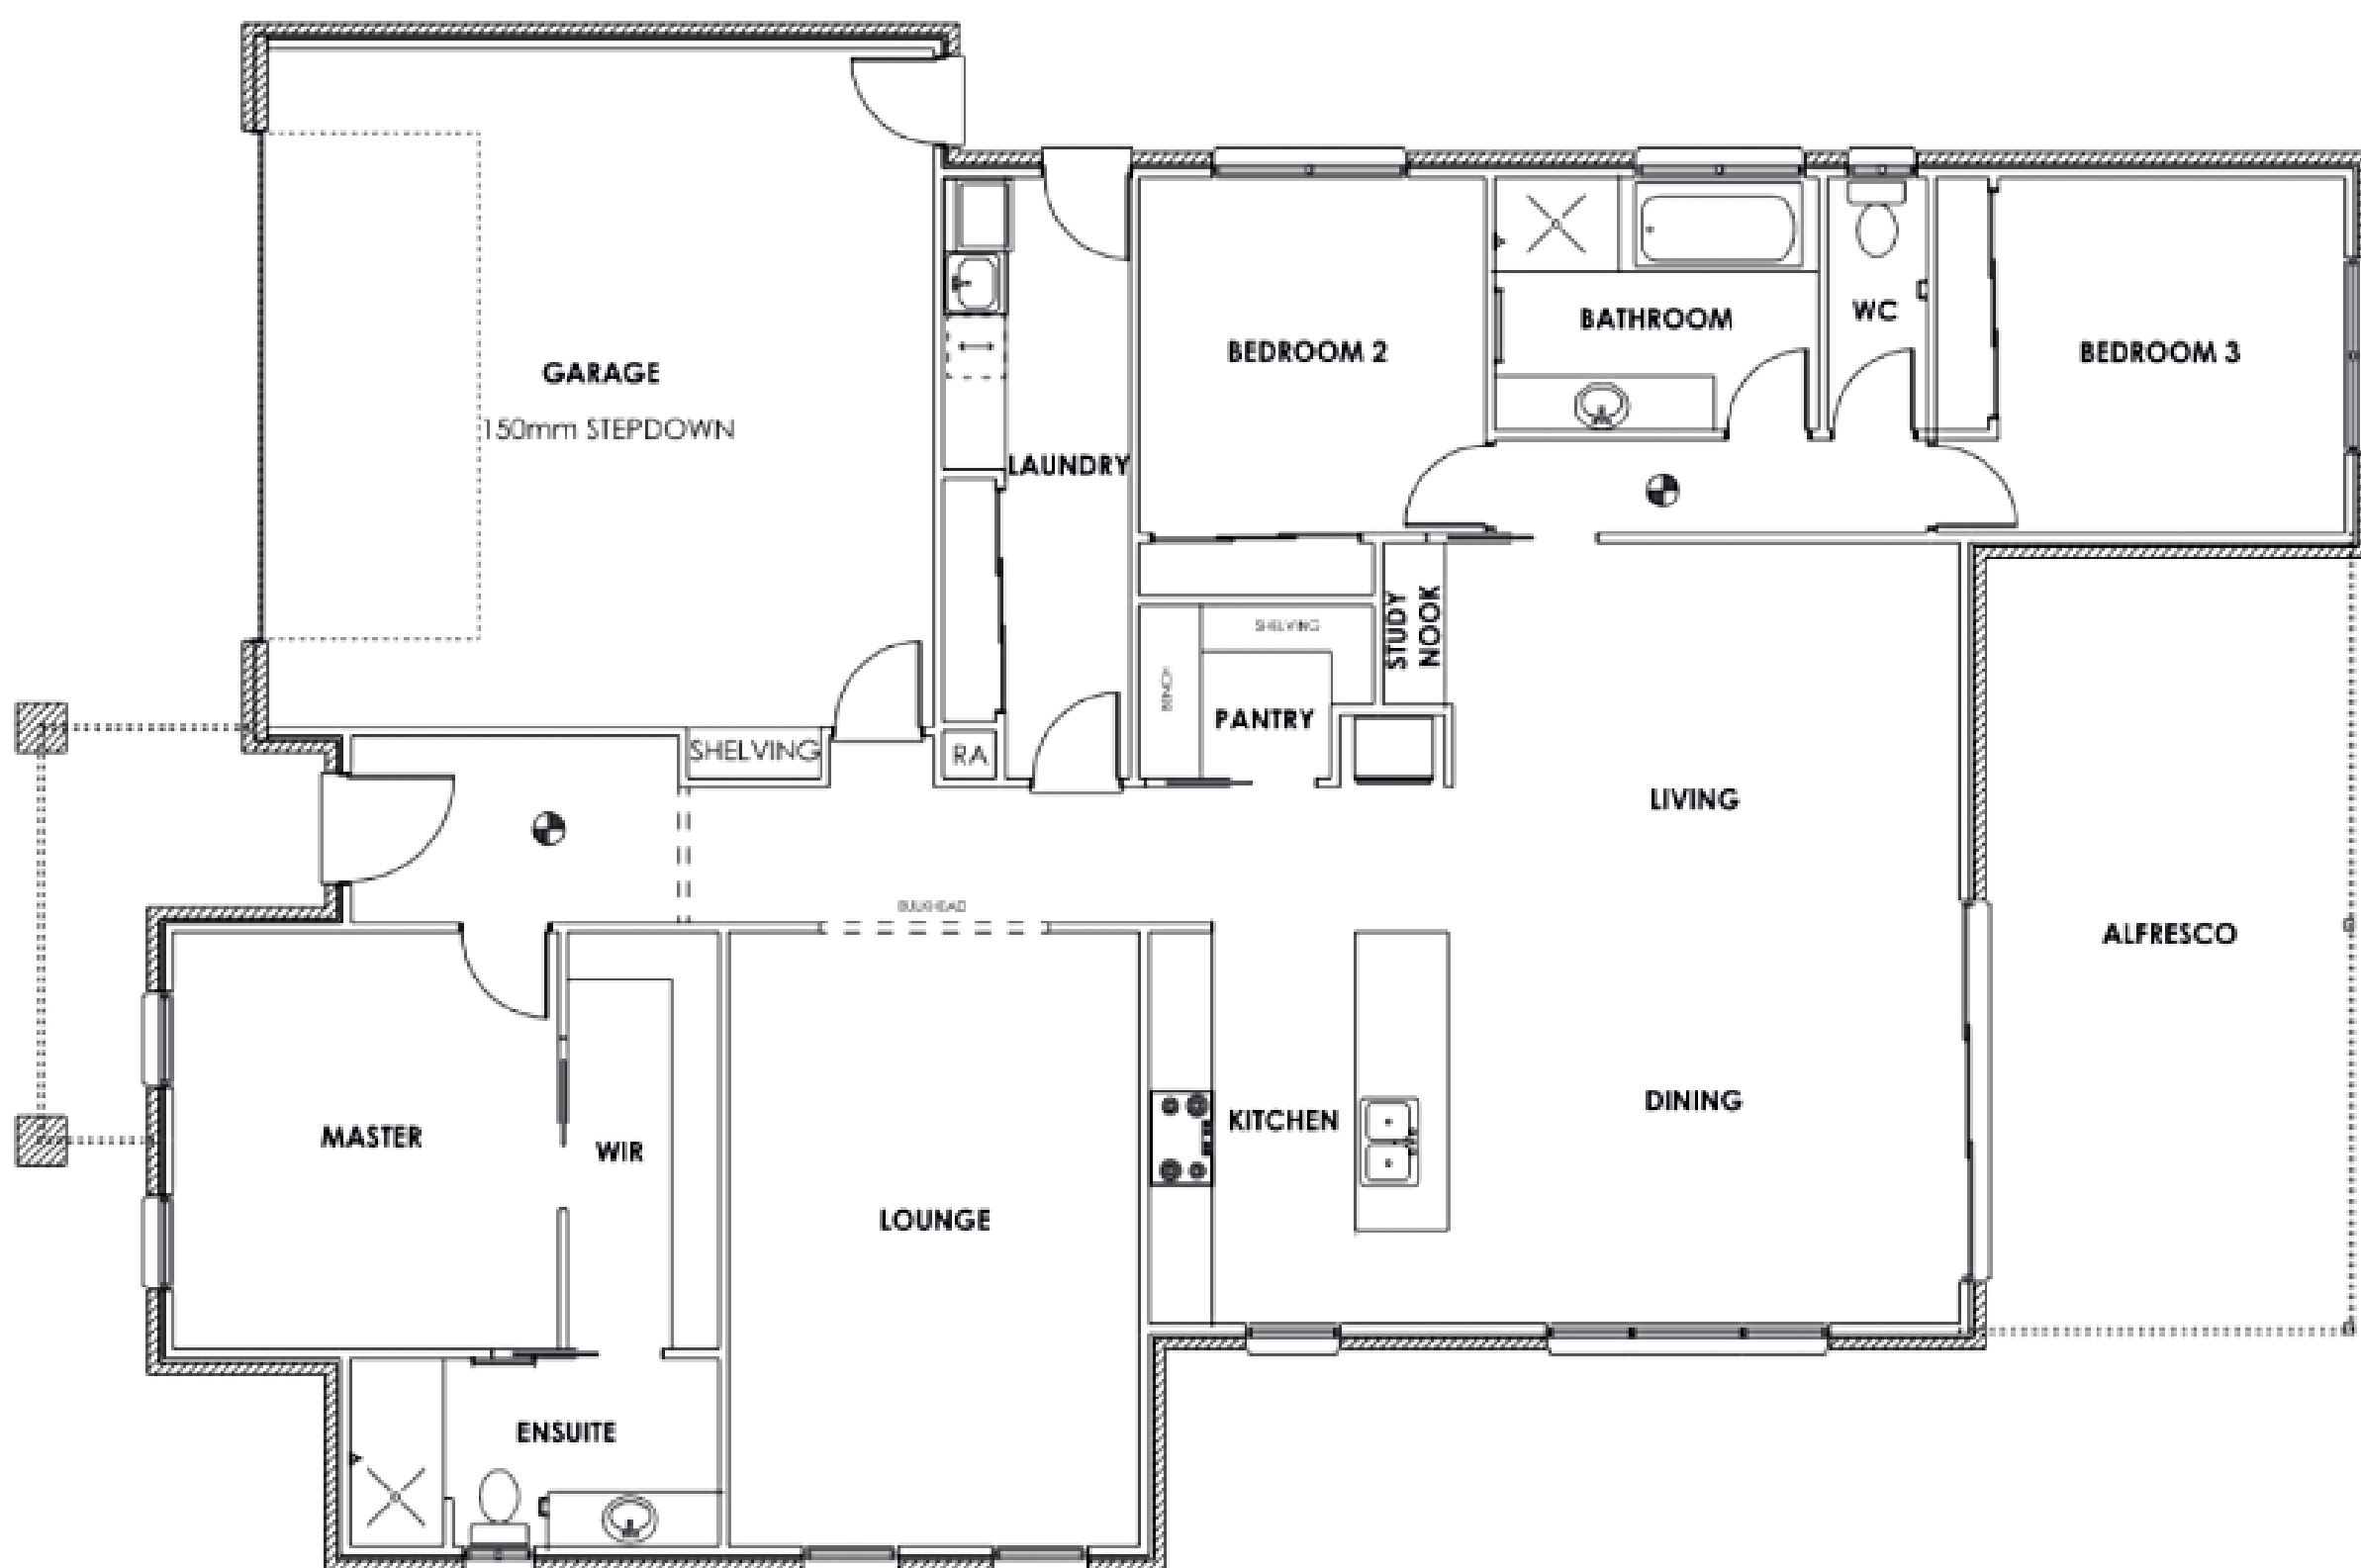 GARAGE
150mm STEPDOWN
LAUNDRY
BEDROOM 2
BATHROOM
WC
BEDROOM 3
STUDY
NOOK
SHELVING
BENCH
PANTRY
SHELVING
RA
LIVING
BULKHEAD
ALFRESCO
MASTER
WIR
LOUNGE
KITCHEN
DINING
ENSUITE